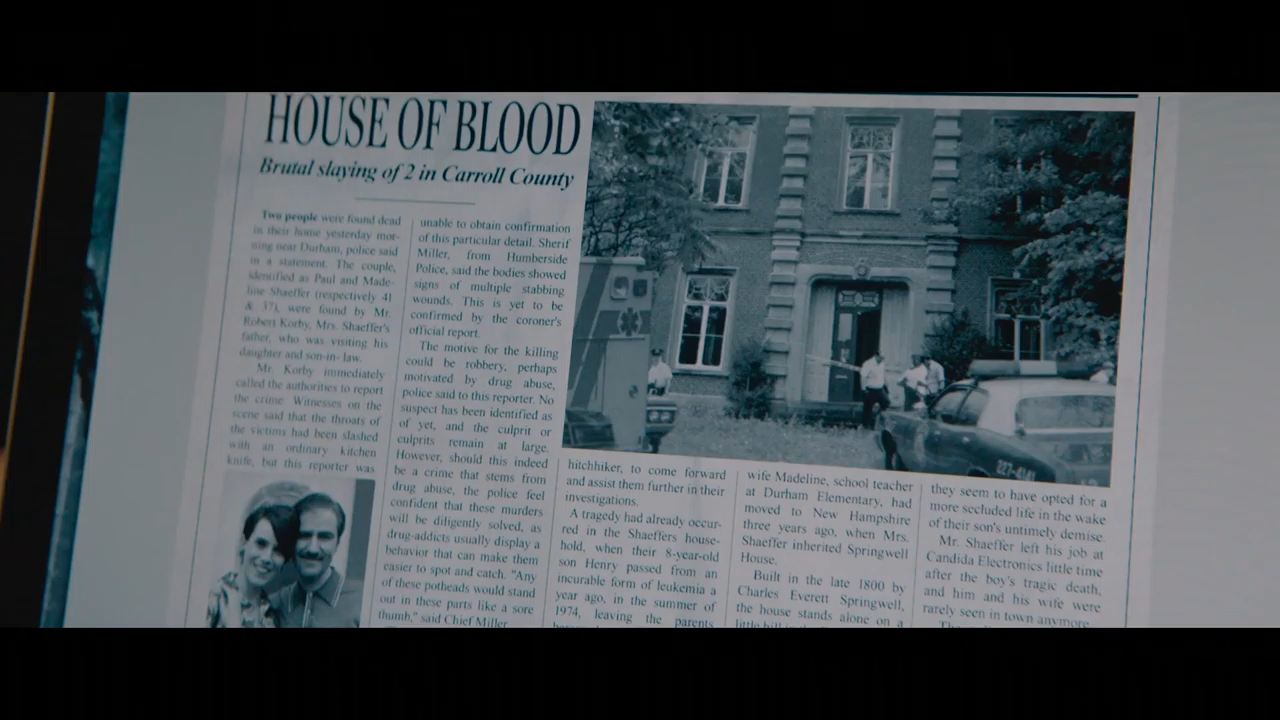 HOUSE OF BLOOD
Brutal slaying of 2 in Carroll County
Two people were found dead
in their home yesterday mor-
ning near Durham, police said
in a statement. The couple,
identified as Paul and Made-
line Shaeffer (respectively 41
& 37), were found by Mr.
Robert Korby, Mrs. Shaeffer's
father, who was visiting his
daughter and son-in- law.
Mr. Korby immediately
called the authorities to report
the crime. Witnesses on the
scene said that the throats of
the victims had been slashed
with an ordinary kitchen
knife, but this reporter was
unable to obtain confirmation
of this particular detail. Sherif
Miller, from Humberside
Police, said the bodies showed
signs of multiple stabbing
wounds. This is yet to be
confirmed by the coroner's
official report.
The motive for the killing
could be robbery, perhaps
motivated by drug abuse,
police said to this reporter. No
suspect has been identified as
of yet, and the culprit or
culprits remain at large.
However, should this indeed
be a crime that stems from
drug abuse, the police feel
confident that these murders
will be diligently solved, as
drug-addicts usually display a
behavior that can make them
easier to spot and catch. "Any
of these potheads would stand
out in these parts like a sore
thumb," said Chief Miller
327-4141
hitchhiker, to come forward
and assist them further in their
investigations.
A tragedy had already occur-
red in the Shaeffers house-
hold, when their 8-year-old
son Henry passed from an
incurable form of leukemia a
year ago, in the summer of
1974, leaving the parents
wife Madeline, school teacher
at Durham Elementary, had
moved to New Hampshire
three years ago, when Mrs.
Shaeffer inherited Springwell
House.
Built in the late 1800 by
Charles Everett Springwell,
the house stands alone on a
little hill in the
they seem to have opted for a
more secluded life in the wake
of their son's untimely demise.
Mr. Shaeffer left his job at
Candida Electronics little time
after the boy's tragic death,
and him and his wife were
rarely seen in town anymore.